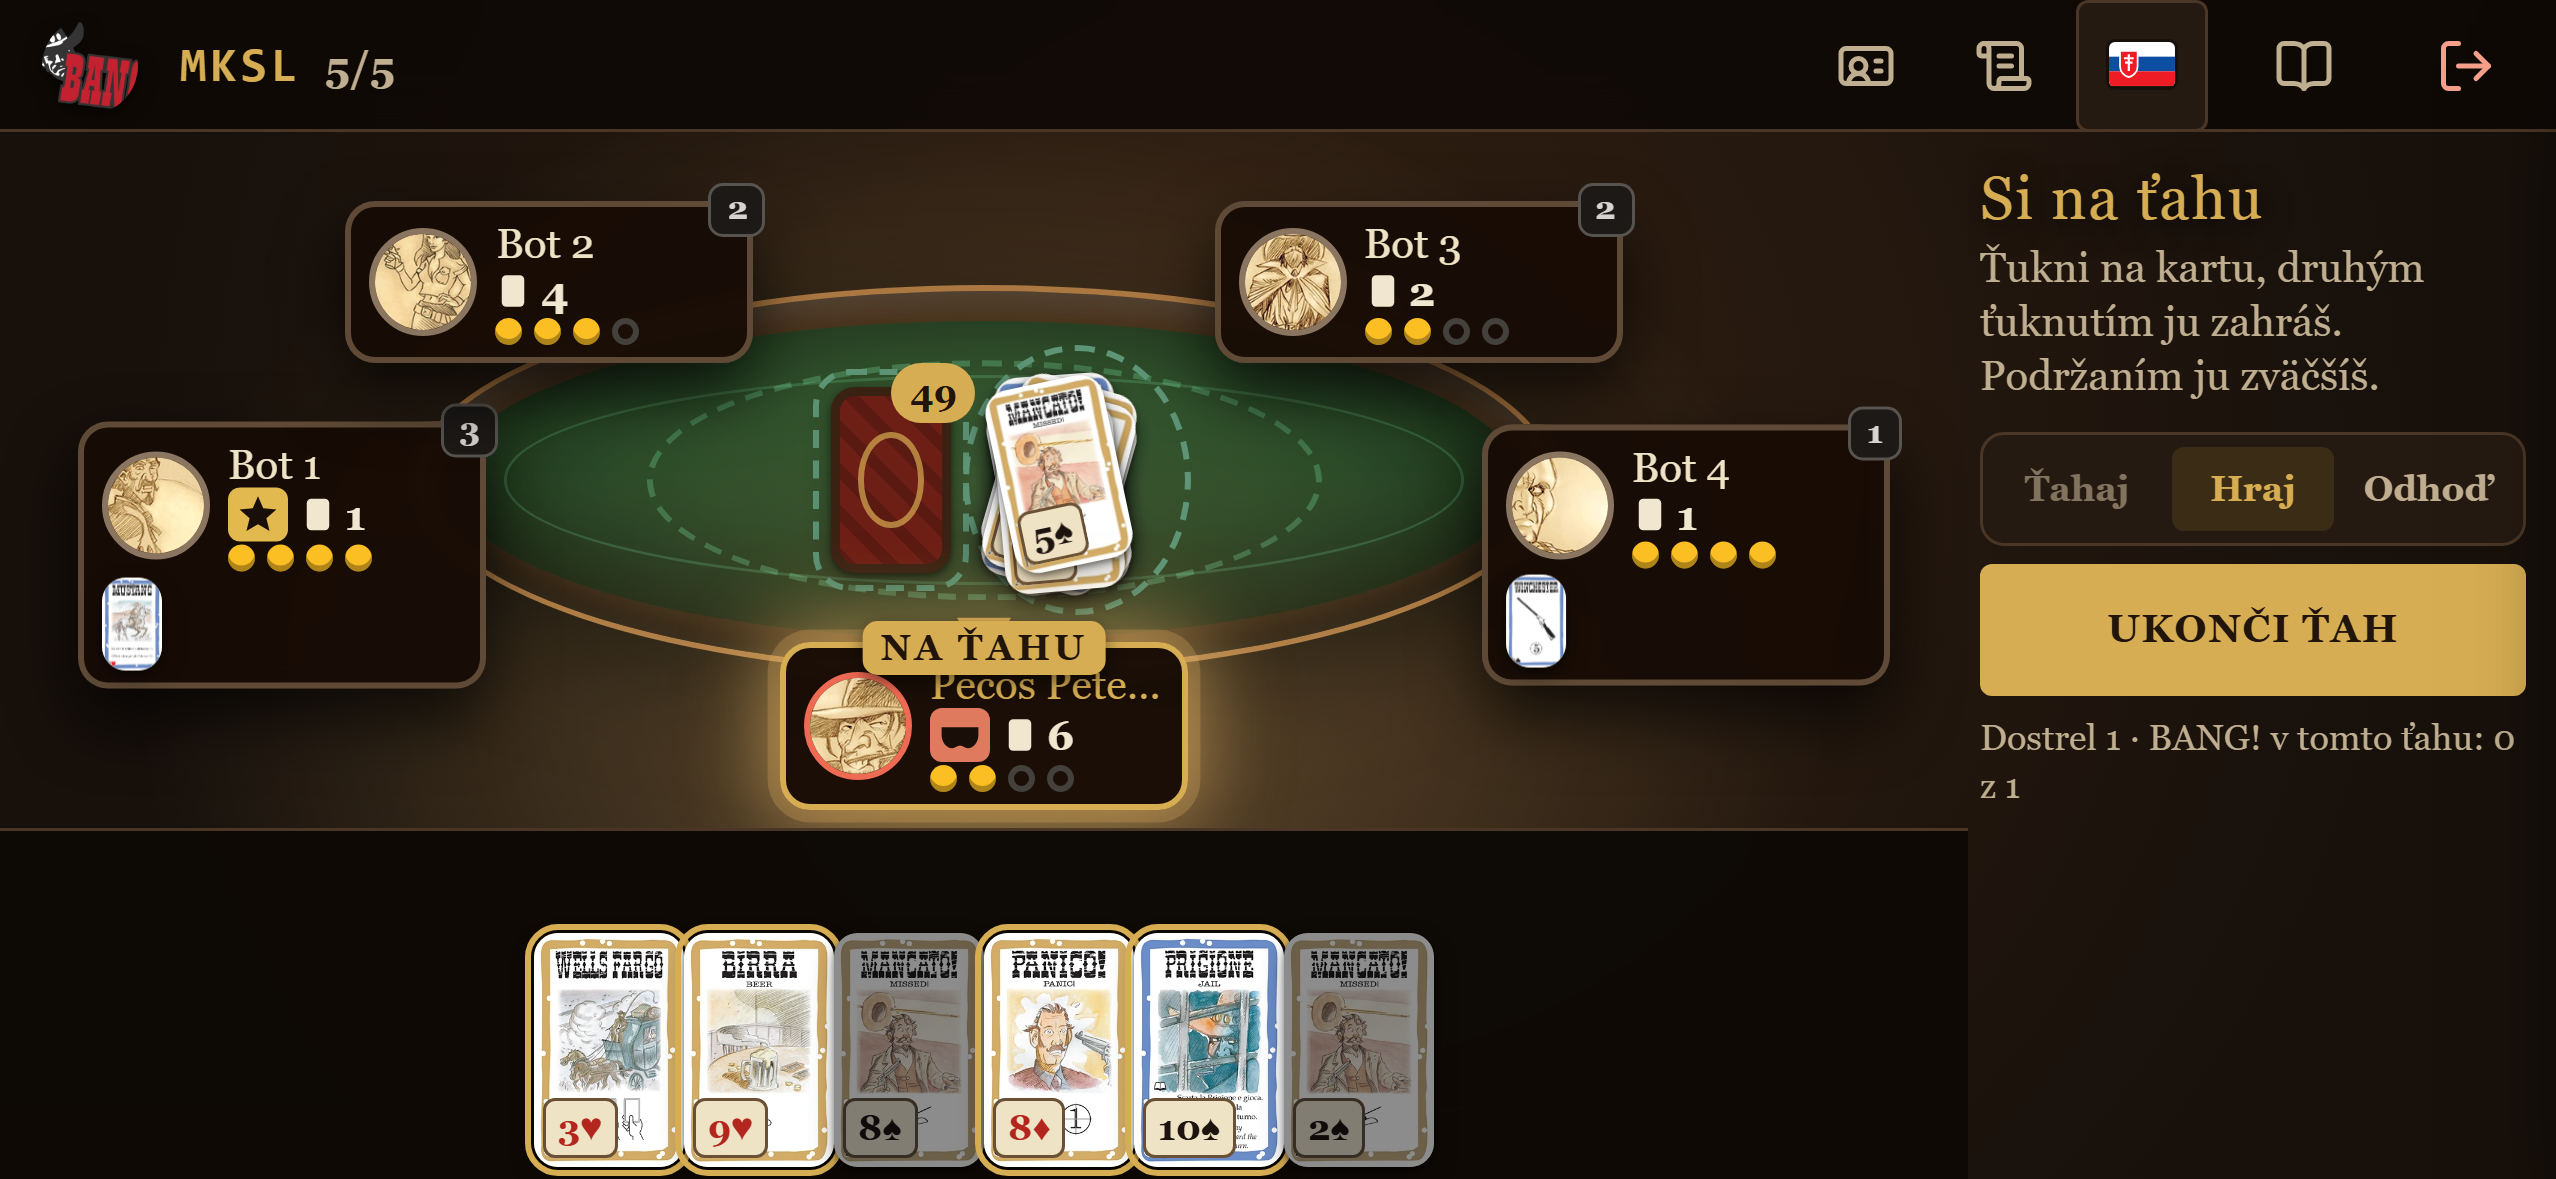 BANG
MKSL 5/5
Si na ťahu
Ťukni na kartu, druhým
ťuknutím ju zahráš.
Podržaním ju zväčšíš.
Ťahaj Hraj Odhoď
UKONČI ŤAH
Dostrel 1 · BANG! v tomto ťahu: 0
z 1
Bot 2
2
4
Bot 3
2
2
Bot 1
3
1
MUSTANG
49
MANCATO!
MISSED!
5♠
Bot 4
1
1
WINCHESTER
5
NA ŤAHU
Pecos Pete...
6
WELLS FARGO
3♥
BIRRA
BEER
9♥
MANCATO!
MISSED!
8♠
PANICO!
PANIC!
1
8♦
PRIGIONE
JAIL
10♠
MANCATO!
MISSED!
2♠